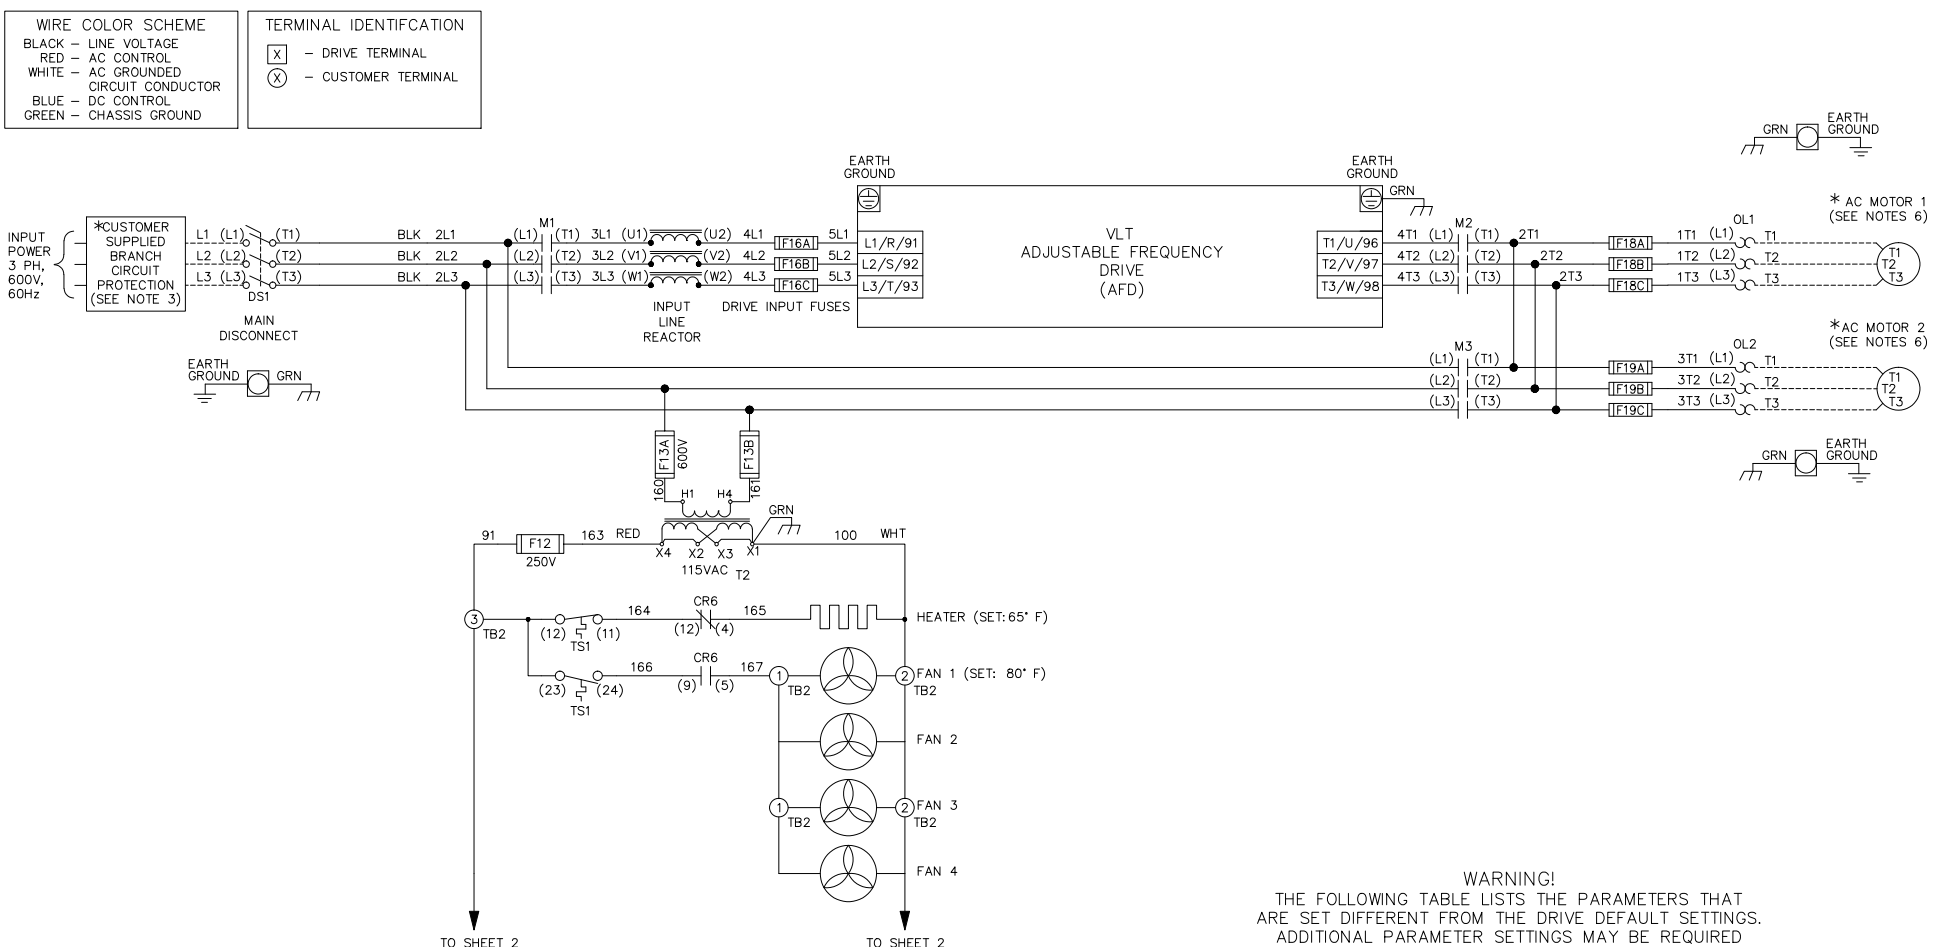 WIRE COLOR SCHEME
BLACK – LINE VOLTAGE
RED – AC CONTROL
WHITE – AC GROUNDED
CIRCUIT CONDUCTOR
BLUE – DC CONTROL
GREEN – CHASSIS GROUND
TERMINAL IDENTIFCATION
X – DRIVE TERMINAL
X – CUSTOMER TERMINAL
INPUT
POWER
3 PH,
600V,
60Hz
*CUSTOMER
SUPPLIED
BRANCH
CIRCUIT
PROTECTION
(SEE NOTE 3)
L1 (L1) (T1) BLK 2L1 (L1) M1 (T1) 3L1 (U1) (U2) 4L1 F16A 5L1 L1/R/91
L2 (L2) (T2) BLK 2L2 (L2) (T2) 3L2 (V1) (V2) 4L2 F16B 5L2 L2/S/92
L3 (L3) (T3) BLK 2L3 (L3) (T3) 3L3 (W1) (W2) 4L3 F16C 5L3 L3/T/93
DS1
MAIN
DISCONNECT
INPUT
LINE
REACTOR
DRIVE INPUT FUSES
EARTH
GROUND
GRN
EARTH
GROUND
VLT
ADJUSTABLE FREQUENCY
DRIVE
(AFD)
EARTH
GROUND
GRN
T1/U/96 4T1 (L1) M2 (T1) 2T1 F18A 1T1 (L1) OL1 T1
T2/V/97 4T2 (L2) (T2) 2T2 F18B 1T2 (L2) T2
T3/W/98 4T3 (L3) (T3) 2T3 F18C 1T3 (L3) T3
GRN
EARTH
GROUND
* AC MOTOR 1
(SEE NOTES 6)
T1
T2
T3
M3
(L1) (T1) F19A 3T1 (L1) OL2 T1
(L2) (T2) F19B 3T2 (L2) T2
(L3) (T3) F19C 3T3 (L3) T3
* AC MOTOR 2
(SEE NOTES 6)
T1
T2
T3
GRN
EARTH
GROUND
F13A
600V
F13B
160
161
H1 H4
GRN
91 F12 163 RED
250V
X4 X2 X3 X1
115VAC T2
100 WHT
3
TB2
(12) (11)
TS1
164
CR6
(12) (4)
165
HEATER (SET: 65° F)
(23) (24)
TS1
166
CR6
(9) (5)
167
1
TB2
2
TB2
FAN 1 (SET: 80° F)
FAN 2
1
TB2
2
TB2
FAN 3
FAN 4
TO SHEET 2
TO SHEET 2
WARNING!
THE FOLLOWING TABLE LISTS THE PARAMETERS THAT
ARE SET DIFFERENT FROM THE DRIVE DEFAULT SETTINGS.
ADDITIONAL PARAMETER SETTINGS MAY BE REQUIRED